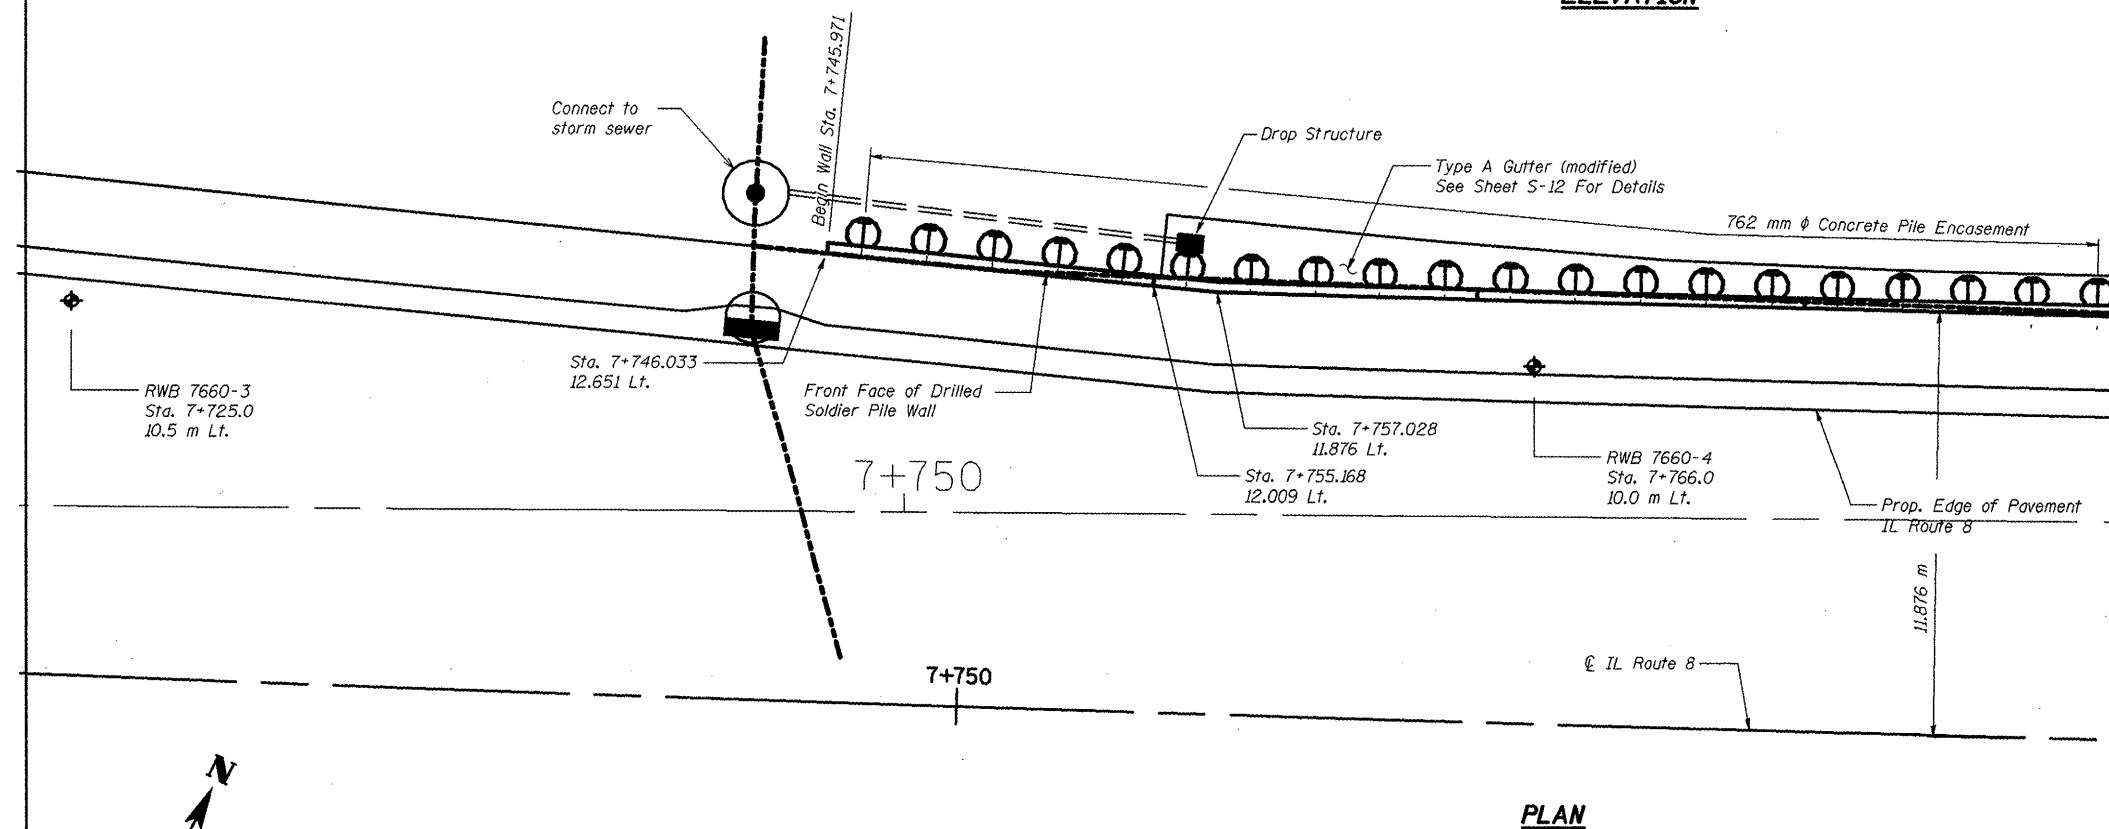 ELEVATION
Begin Wall Sta. 7+745.971
Connect to
storm sewer
Drop Structure
Type A Gutter (modified)
See Sheet S-12 For Details
762 mm φ Concrete Pile Encasement
Sta. 7+746.033
12.651 Lt.
RWB 7660-3
Sta. 7+725.0
10.5 m Lt.
Front Face of Drilled
Soldier Pile Wall
Sta. 7+757.028
11.876 Lt.
Sta. 7+755.168
12.009 Lt.
RWB 7660-4
Sta. 7+766.0
10.0 m Lt.
Prop. Edge of Pavement
IL Route 8
7+750
11.876 m
℄ IL Route 8
7+750
N
PLAN